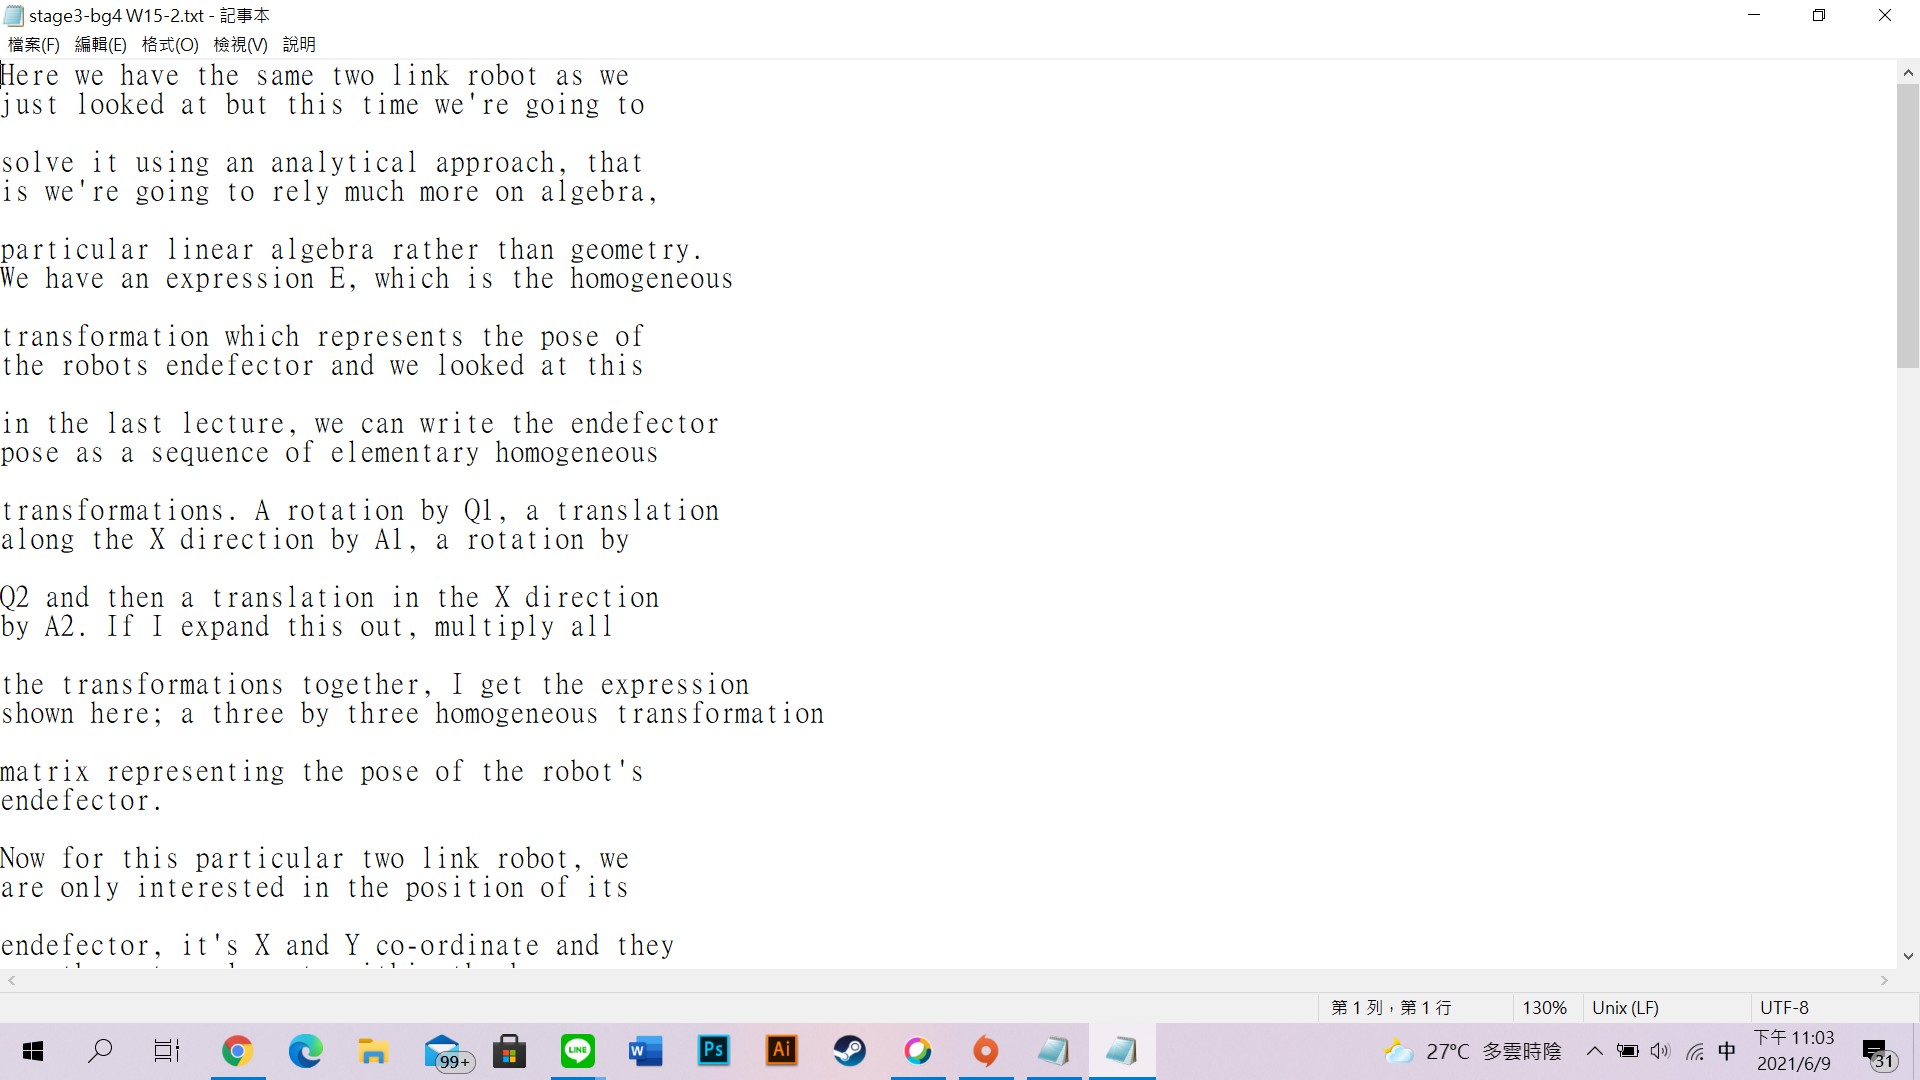 stage3-bg4 W15-2.txt - 記事本
檔案(F) 編輯(E) 格式(O) 檢視(V) 說明
Here we have the same two link robot as we
just looked at but this time we're going to
solve it using an analytical approach, that
is we're going to rely much more on algebra,
particular linear algebra rather than geometry.
We have an expression E, which is the homogeneous
transformation which represents the pose of
the robots endefector and we looked at this
in the last lecture, we can write the endefector
pose as a sequence of elementary homogeneous
transformations. A rotation by Q1, a translation
along the X direction by A1, a rotation by
Q2 and then a translation in the X direction
by A2. If I expand this out, multiply all
the transformations together, I get the expression
shown here; a three by three homogeneous transformation
matrix representing the pose of the robot's
endefector.
Now for this particular two link robot, we
are only interested in the position of its
endefector, it's X and Y co-ordinate and they
第 1 列，第 1 行 130% Unix (LF) UTF-8
99+ LINE W Ps Ai 27°C 多雲時陰 中 下午 11:03 31
2021/6/9